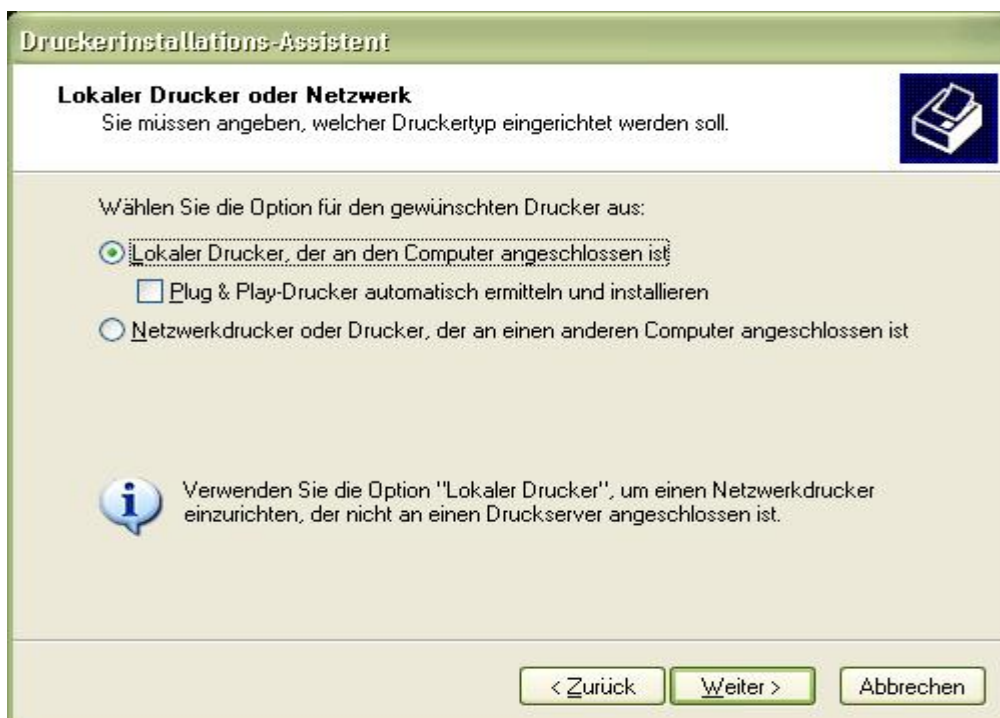 Druckerinstallations-Assistent
Lokaler Drucker oder Netzwerk
Sie müssen angeben, welcher Druckertyp eingerichtet werden soll.
Wählen Sie die Option für den gewünschten Drucker aus:
Lokaler Drucker, der an den Computer angeschlossen ist
Plug & Play-Drucker automatisch ermitteln und installieren
Netzwerkdrucker oder Drucker, der an einen anderen Computer angeschlossen ist
Verwenden Sie die Option "Lokaler Drucker", um einen Netzwerkdrucker
einzurichten, der nicht an einen Druckserver angeschlossen ist.
< Zurück Weiter > Abbrechen